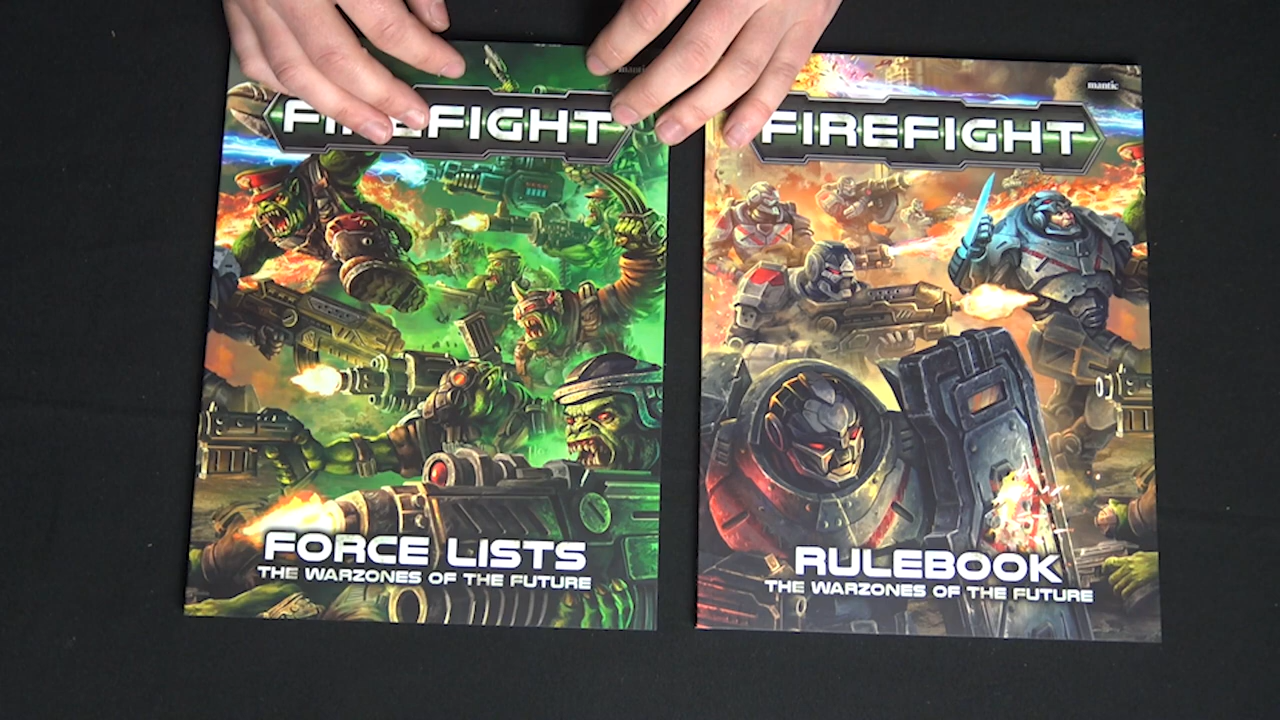 FIREFIGHT
FORCE LISTS
THE WARZONES OF THE FUTURE
mantic
FIREFIGHT
RULEBOOK
THE WARZONES OF THE FUTURE